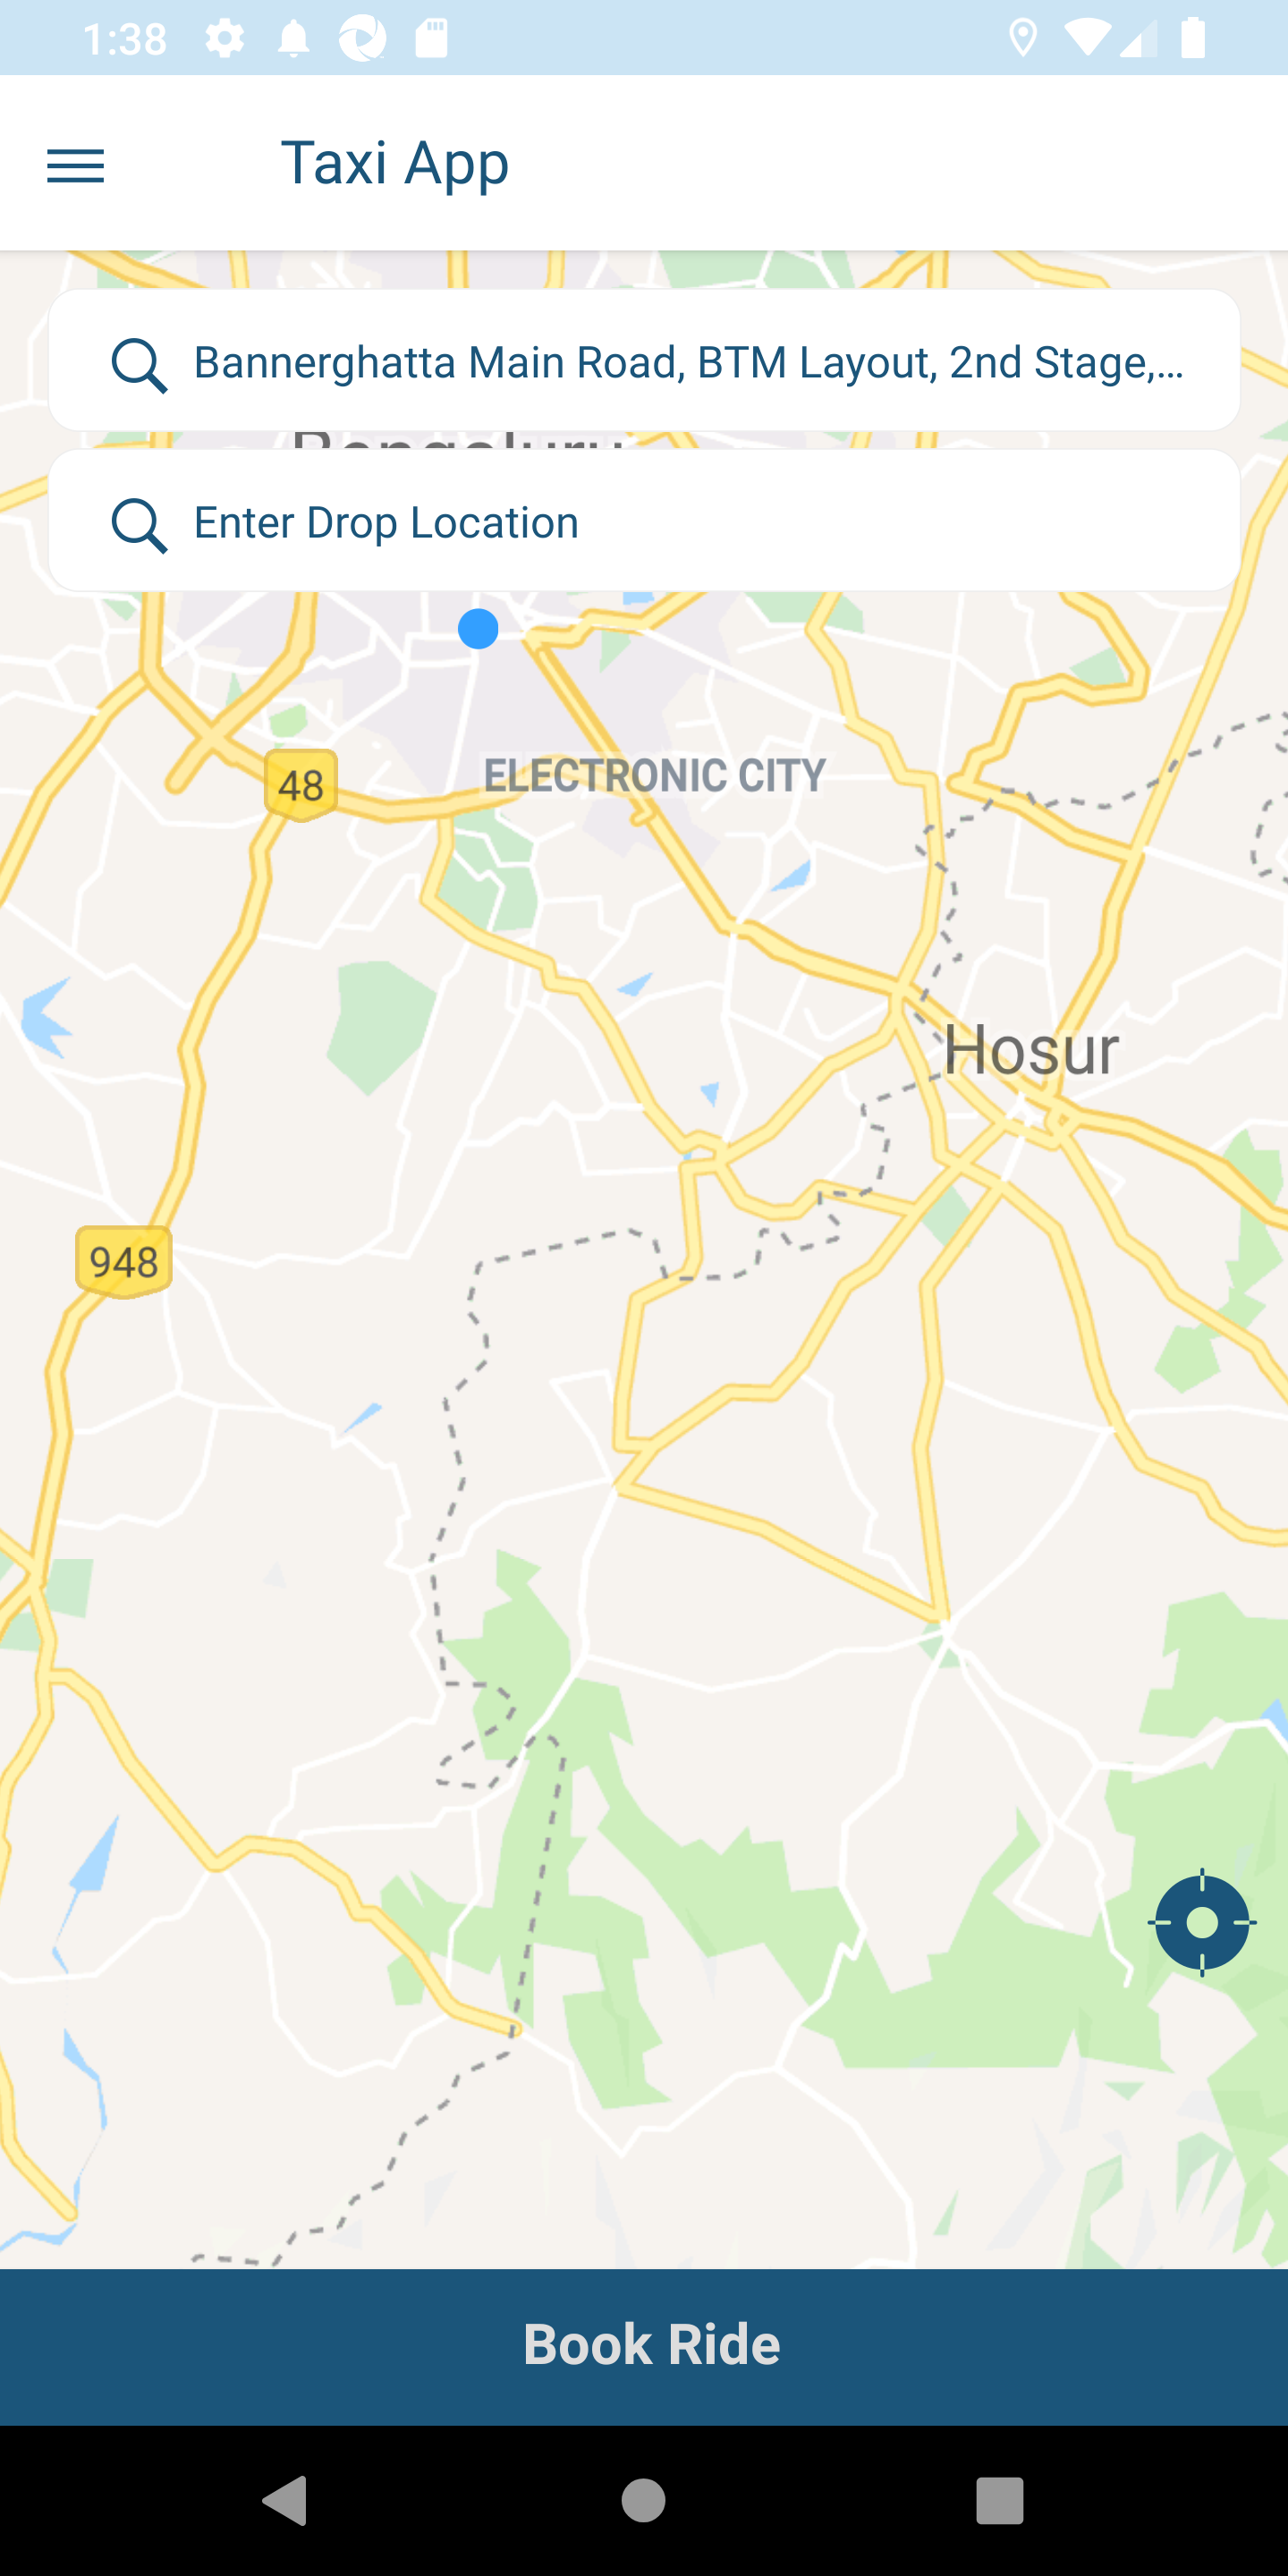 1:38
Taxi App
Bannerghatta Main Road, BTM Layout, 2nd Stage,...
Bengaluru
Enter Drop Location
48
ELECTRONIC CITY
Hosur
948
Book Ride